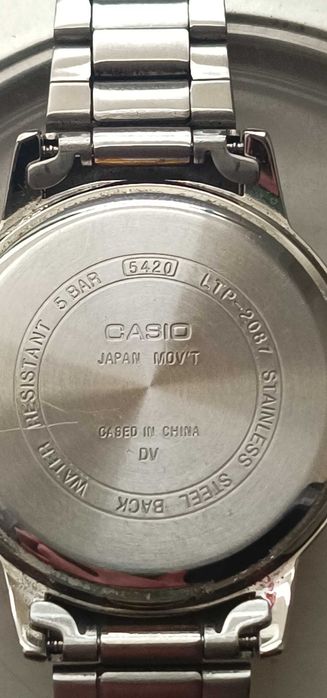 WATER RESISTANT 5 BAR 5420 LTP-2087 STAINLESS STEEL BACK
CASIO
JAPAN MOV'T
CASED IN CHINA
DV